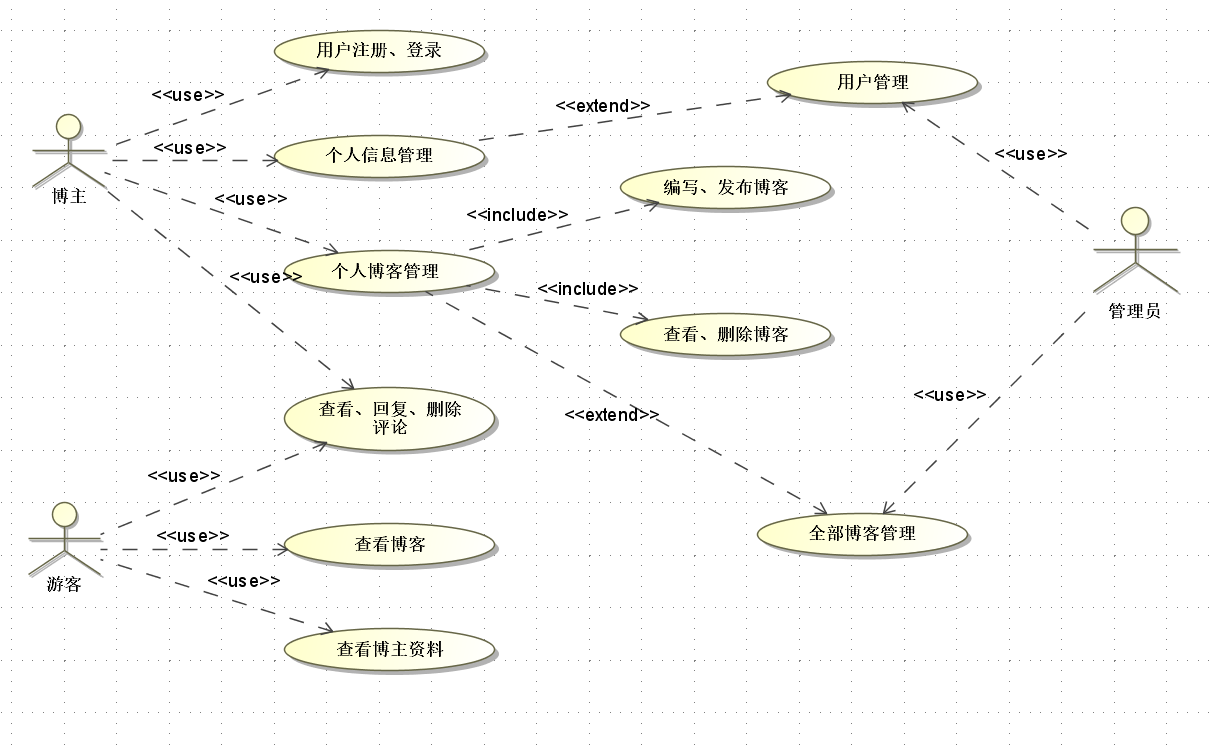 用户注册、登录
用户管理
<<use>>
<<extend>>
<<use>>
个人信息管理
<<use>>
编写、发布博客
博主
<<use>>
<<include>>
个人博客管理
<<use>>
<<include>>
管理员
查看、删除博客
<<use>>
查看、回复、删除
评论
<<extend>>
<<use>>
全部博客管理
<<use>>
查看博客
游客
<<use>>
查看博主资料